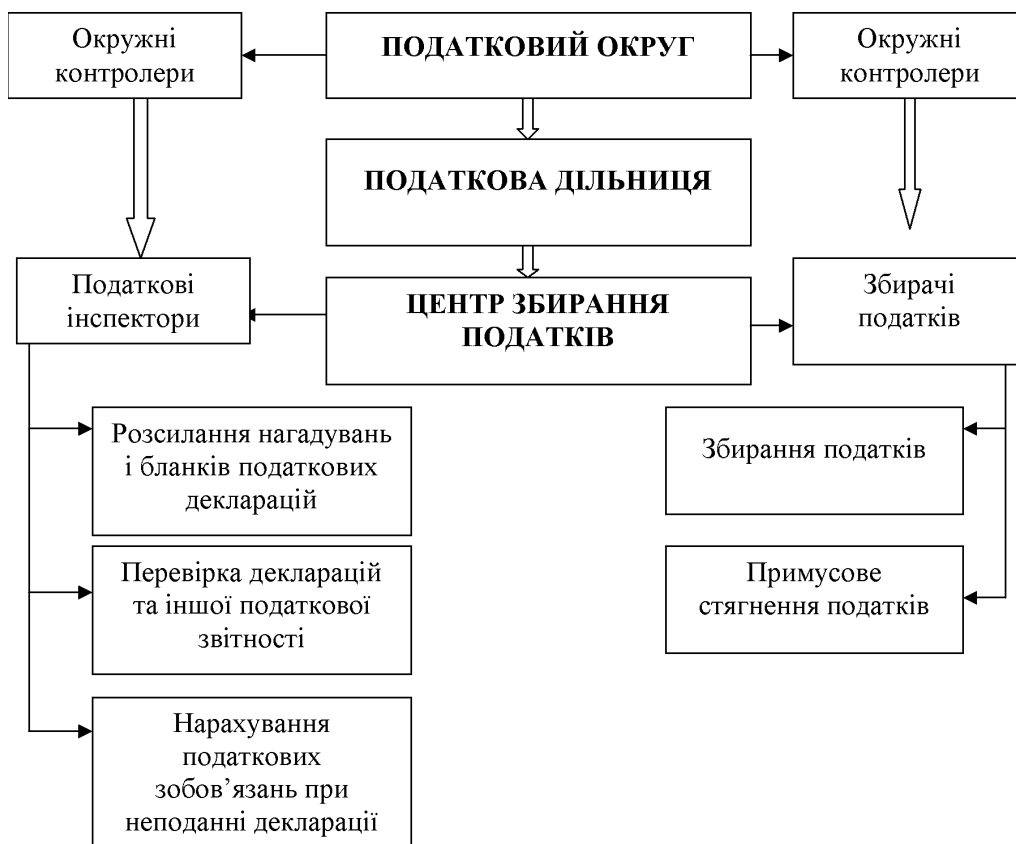 Окружні
контролери
ПОДАТКОВИЙ ОКРУГ
Окружні
контролери
ПОДАТКОВА ДІЛЬНИЦЯ
Податкові
інспектори
ЦЕНТР ЗБИРАННЯ
ПОДАТКІВ
Збирачі
податків
Розсилання нагадувань
і бланків податкових
декларацій
Збирання податків
Перевірка декларацій
та іншої податкової
звітності
Примусове
стягнення податків
Нарахування
податкових
зобов’язань при
неподанні декларації